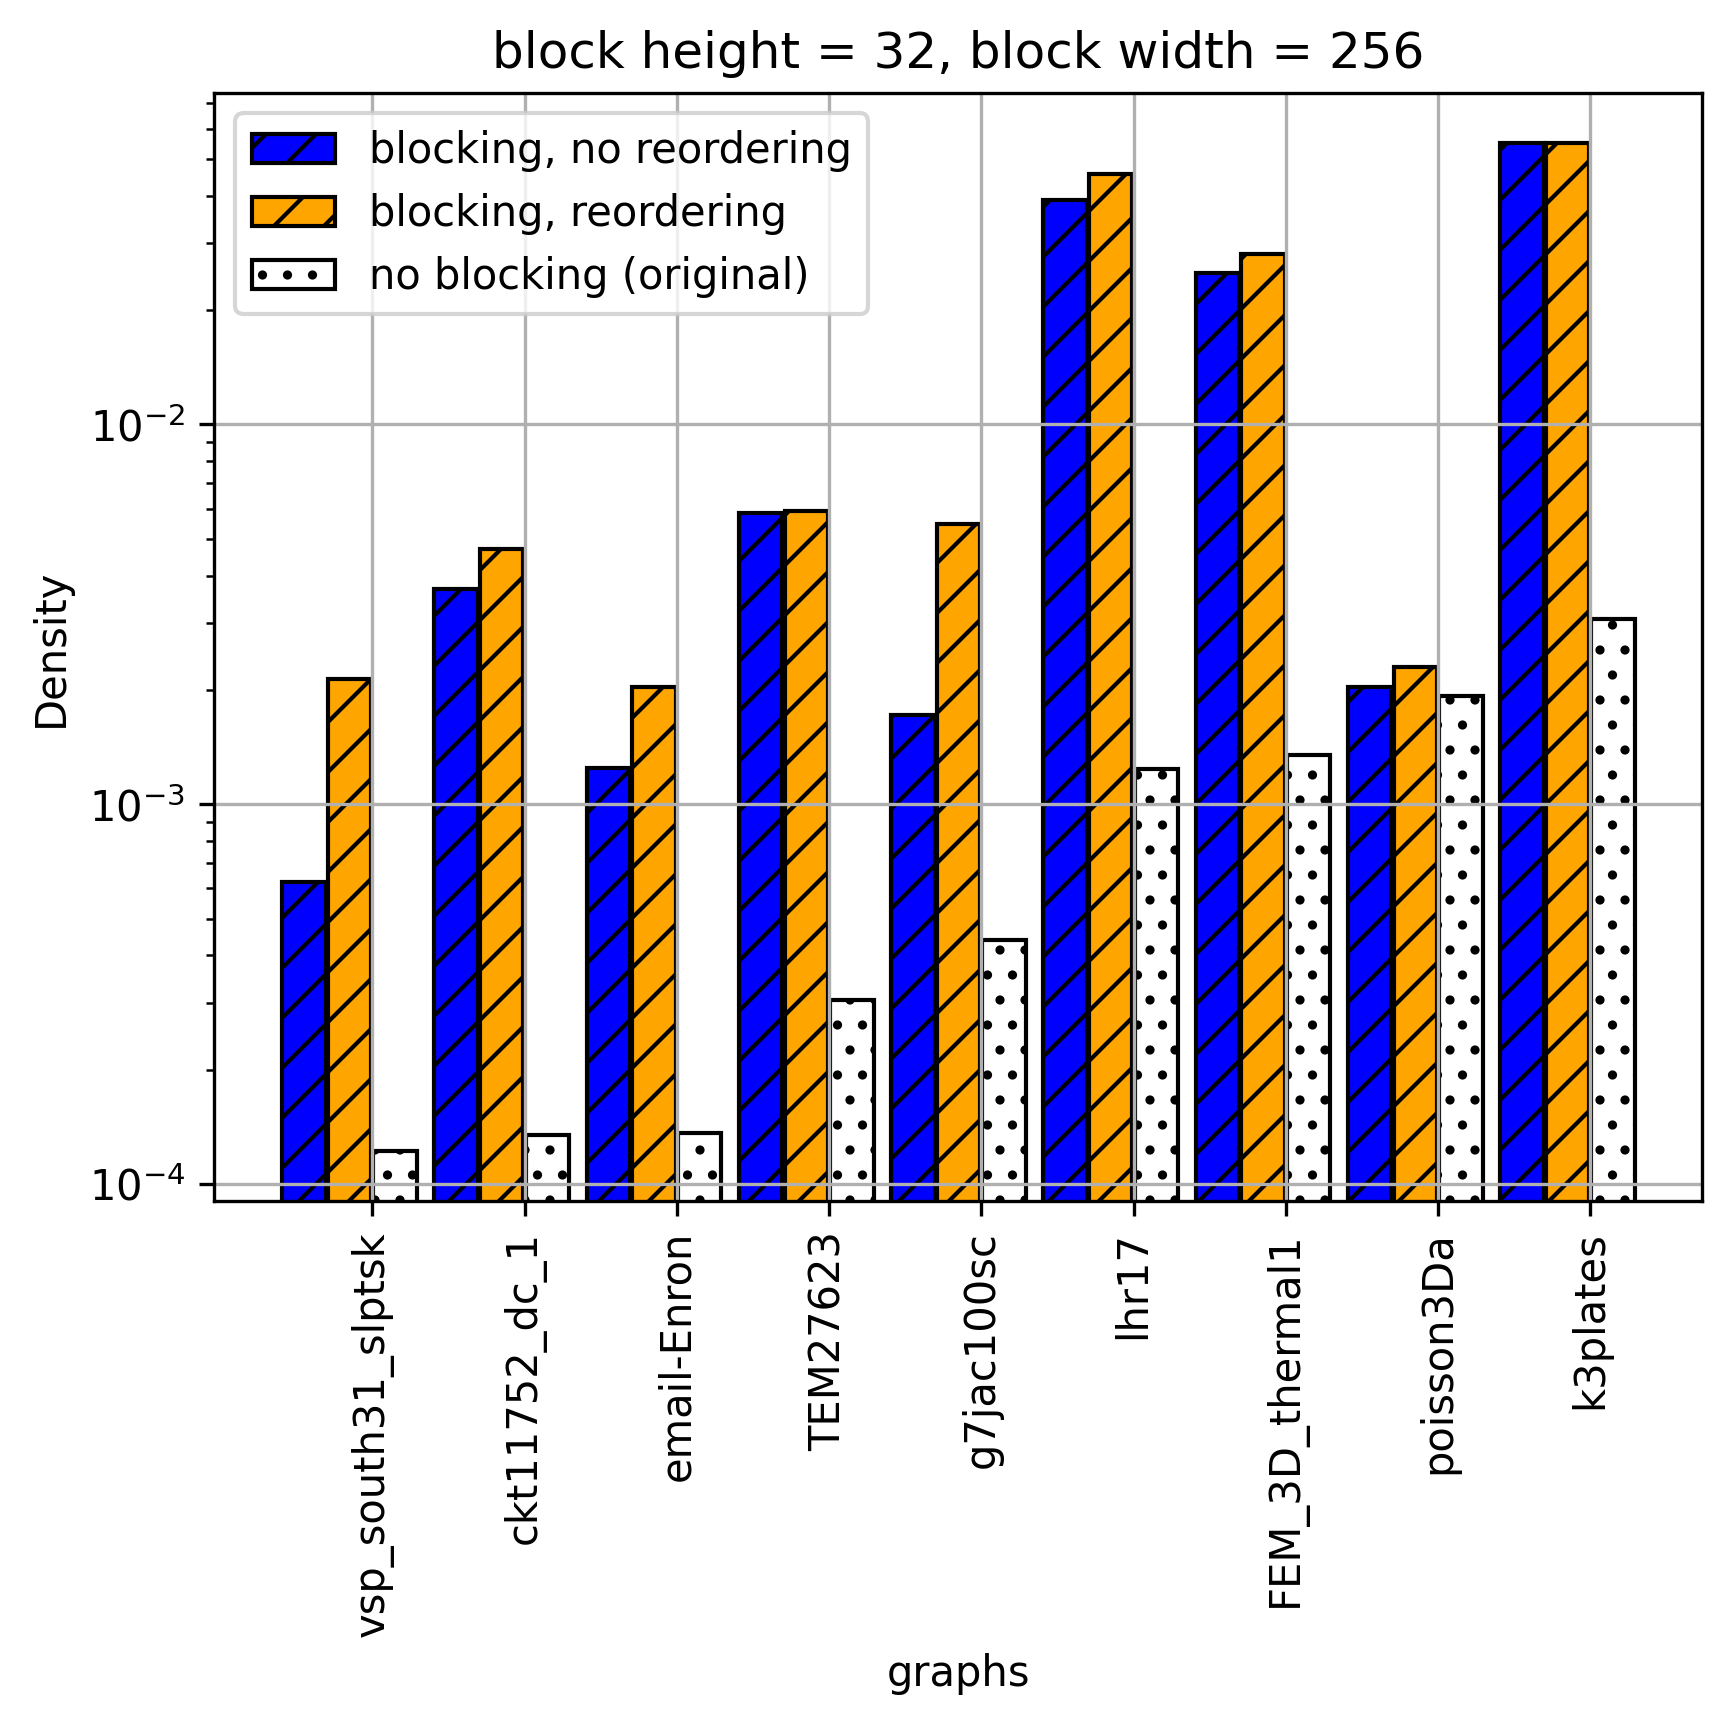 block height = 32, block width = 256
blocking, no reordering
blocking, reordering
no blocking (original)
Density
10⁻²
10⁻³
10⁻⁴
vsp_south31_slptsk
ckt11752_dc_1
email-Enron
TEM27623
g7jac100sc
lhr17
FEM_3D_thermal1
poisson3Da
k3plates
graphs